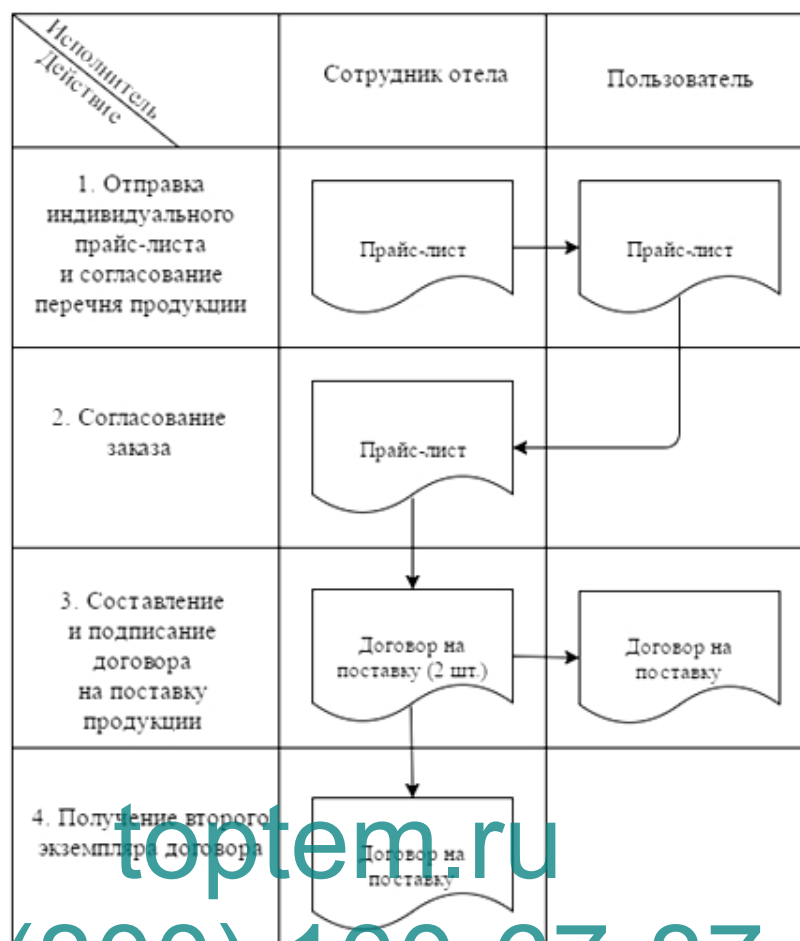 Исполнитель
Действие
Сотрудник отела
Пользователь
1. Отправка
индивидуального
прайс-листа
и согласование
перечня продукции
Прайс-лист
Прайс-лист
2. Согласование
заказа
Прайс-лист
3. Составление
и подписание
договора
на поставку
продукции
Договор на
поставку (2 шт.)
Договор на
поставку
4. Получение второго
экземпляра договора
Договор на
поставку
toptem.ru